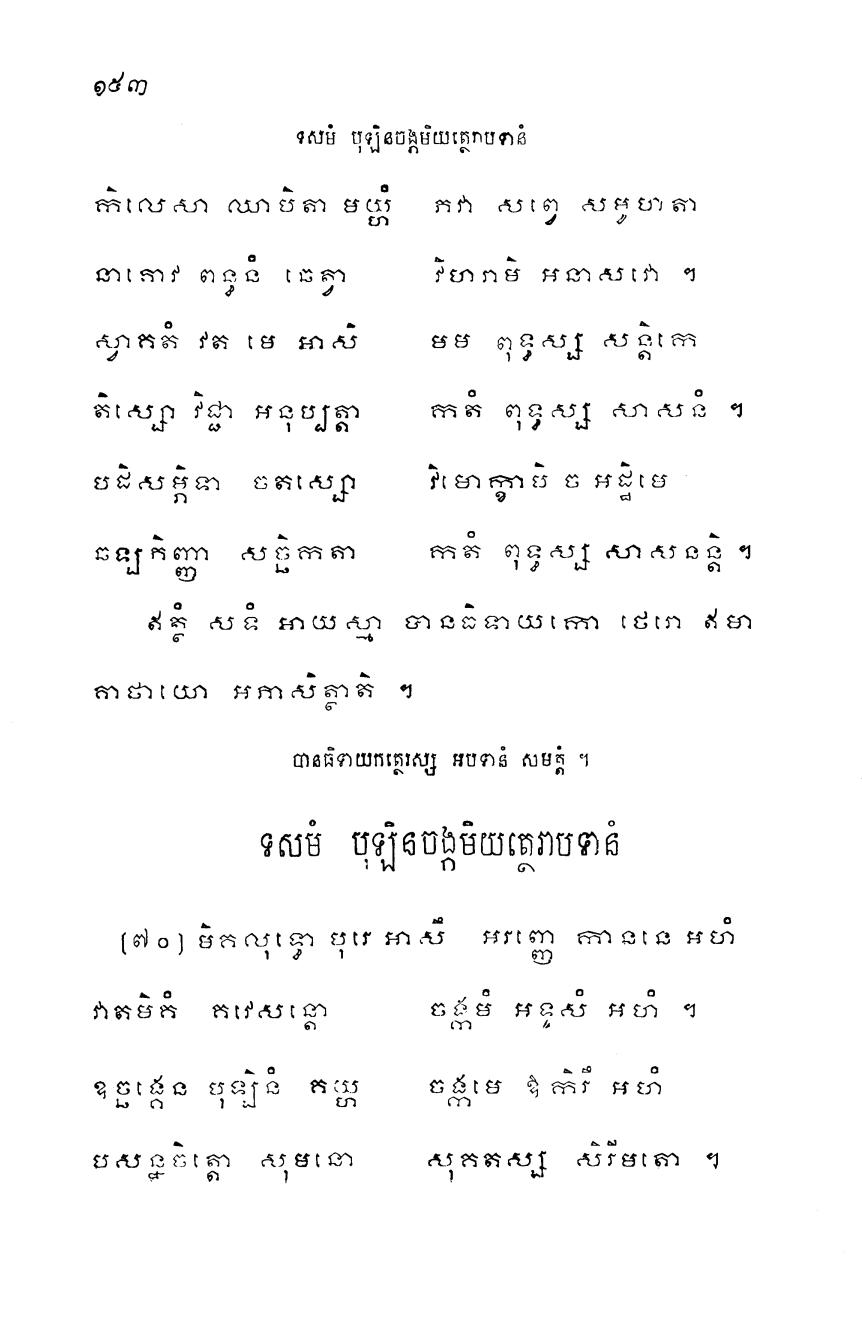 ១៥៣
ទសមំ បុឡិនចង្កមិយត្ថេរាបទានំ
កិលេសា ឈាបិតា មយ្ហំ ភវា សព្វេ សមូហតា
នាគោវ ពន្ធនំ ឆេត្វា វិហរាមិ អនាសវោ ។
ស្វាគតំ វត មេ អាសិ មម ពុទ្ធស្ស សន្តិកេ
តិស្សោ វិជ្ជា អនុប្បត្តា កតំ ពុទ្ធស្ស សាសនំ ។
បដិសម្ភិទា ចតស្សោ វិមោក្ខាបិ ច អដ្ឋិមេ
ឆឡ្បភិញ្ញា សច្ឆិកតា កតំ ពុទ្ធស្ស សាសនន្តិ ។
ឥត្ថំ សុទំ អាយស្មា បានធិទាយកោ ថេរោ ឥមា
គាថាយោ អភាសិត្ថាតិ ។
បានធិទាយកត្ថេរស្ស អបទានំ សមត្តំ ។
ទសមំ បុឡិនចង្កមិយត្ថេរាបទានំ
(៧០) មិគលុទ្ធោ បុរេ អាសឹ អរញ្ញេ កាននេ អហំ
វាតមិគំ គវេសន្តោ ចង្កមំ អទ្ទសំ អហំ ។
ឧច្ឆង្គេន បុឡិនំ គយ្ហ ចង្កមេ ឱកិរឹ អហំ
បសន្នចិត្តោ សុមនោ សុគតស្ស សិរីមតោ ។